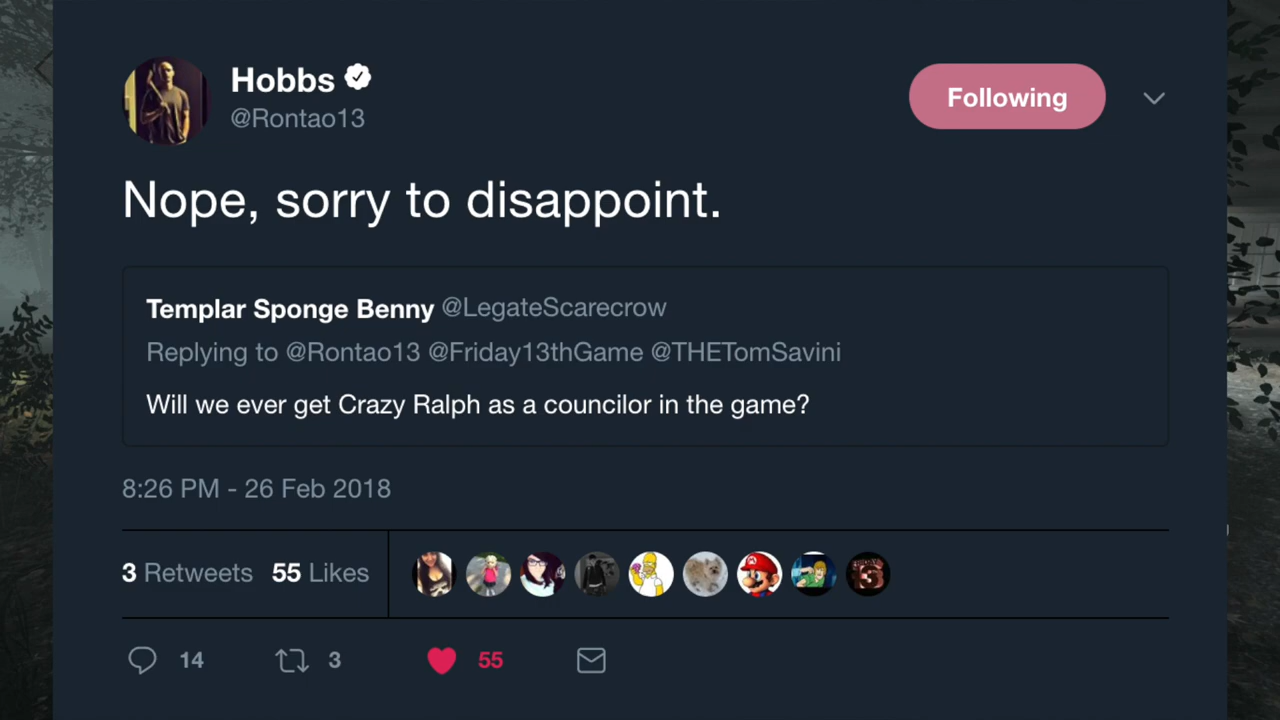 Hobbs
@Rontao13
Following
Nope, sorry to disappoint.
Templar Sponge Benny @LegateScarecrow
Replying to @Rontao13 @Friday13thGame @THETomSavini
Will we ever get Crazy Ralph as a councilor in the game?
8:26 PM - 26 Feb 2018
3 Retweets 55 Likes
14 3 55